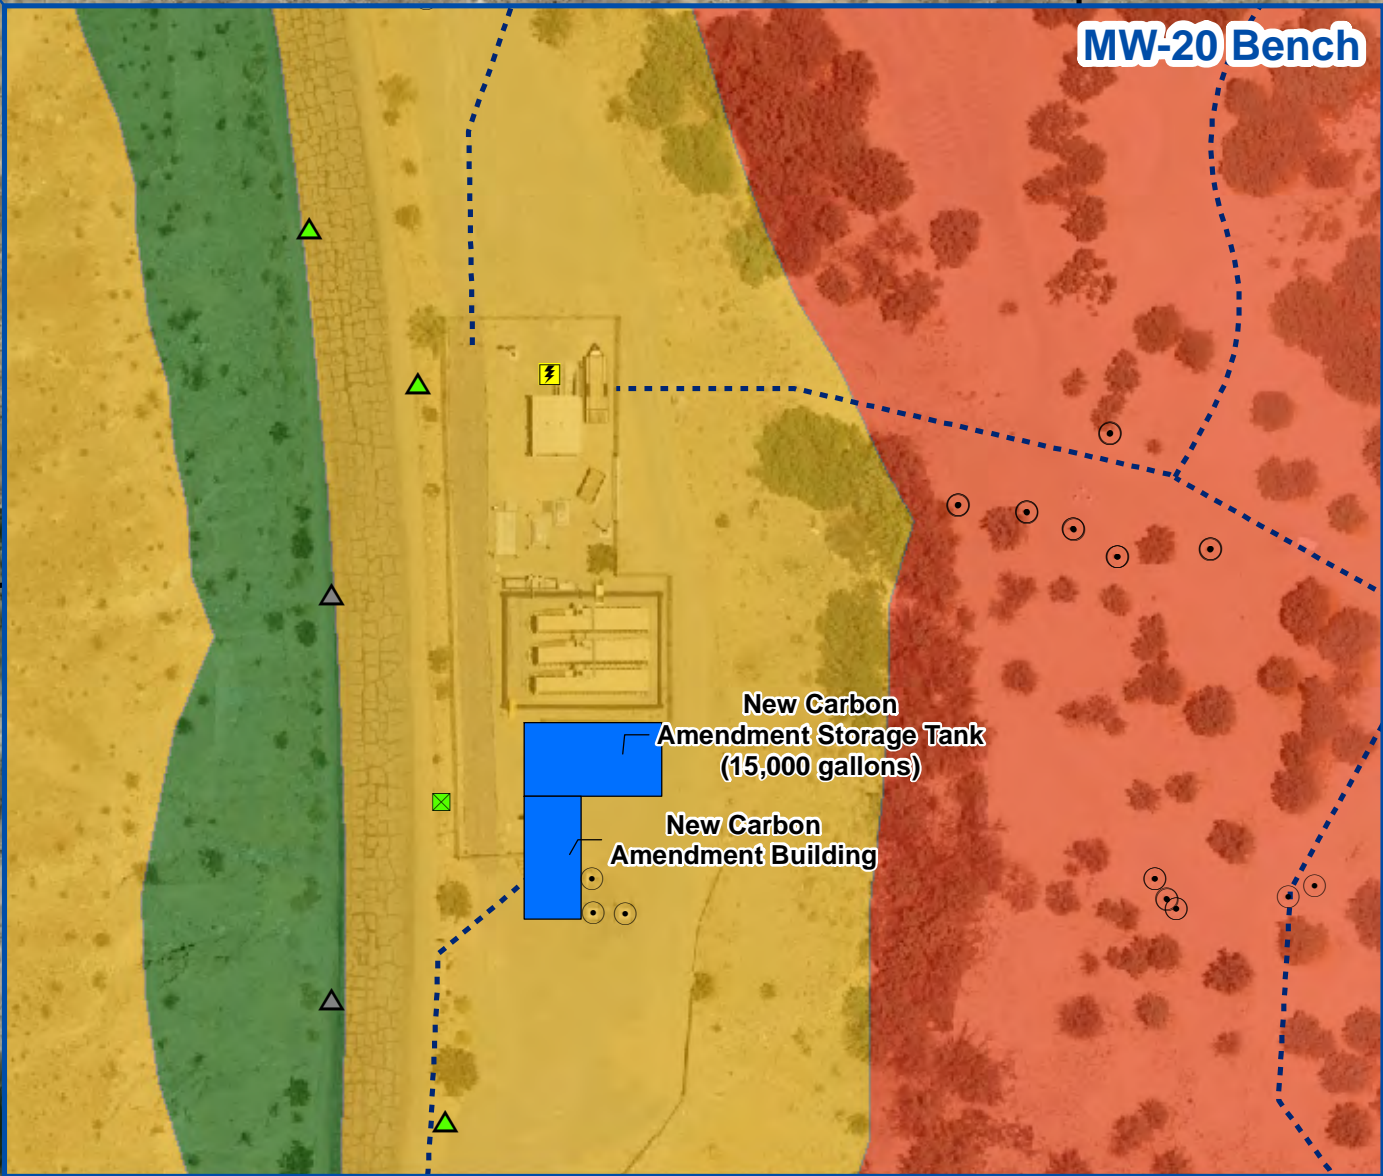 MW-20 Bench
New Carbon
Amendment Storage Tank
(15,000 gallons)
New Carbon
Amendment Building